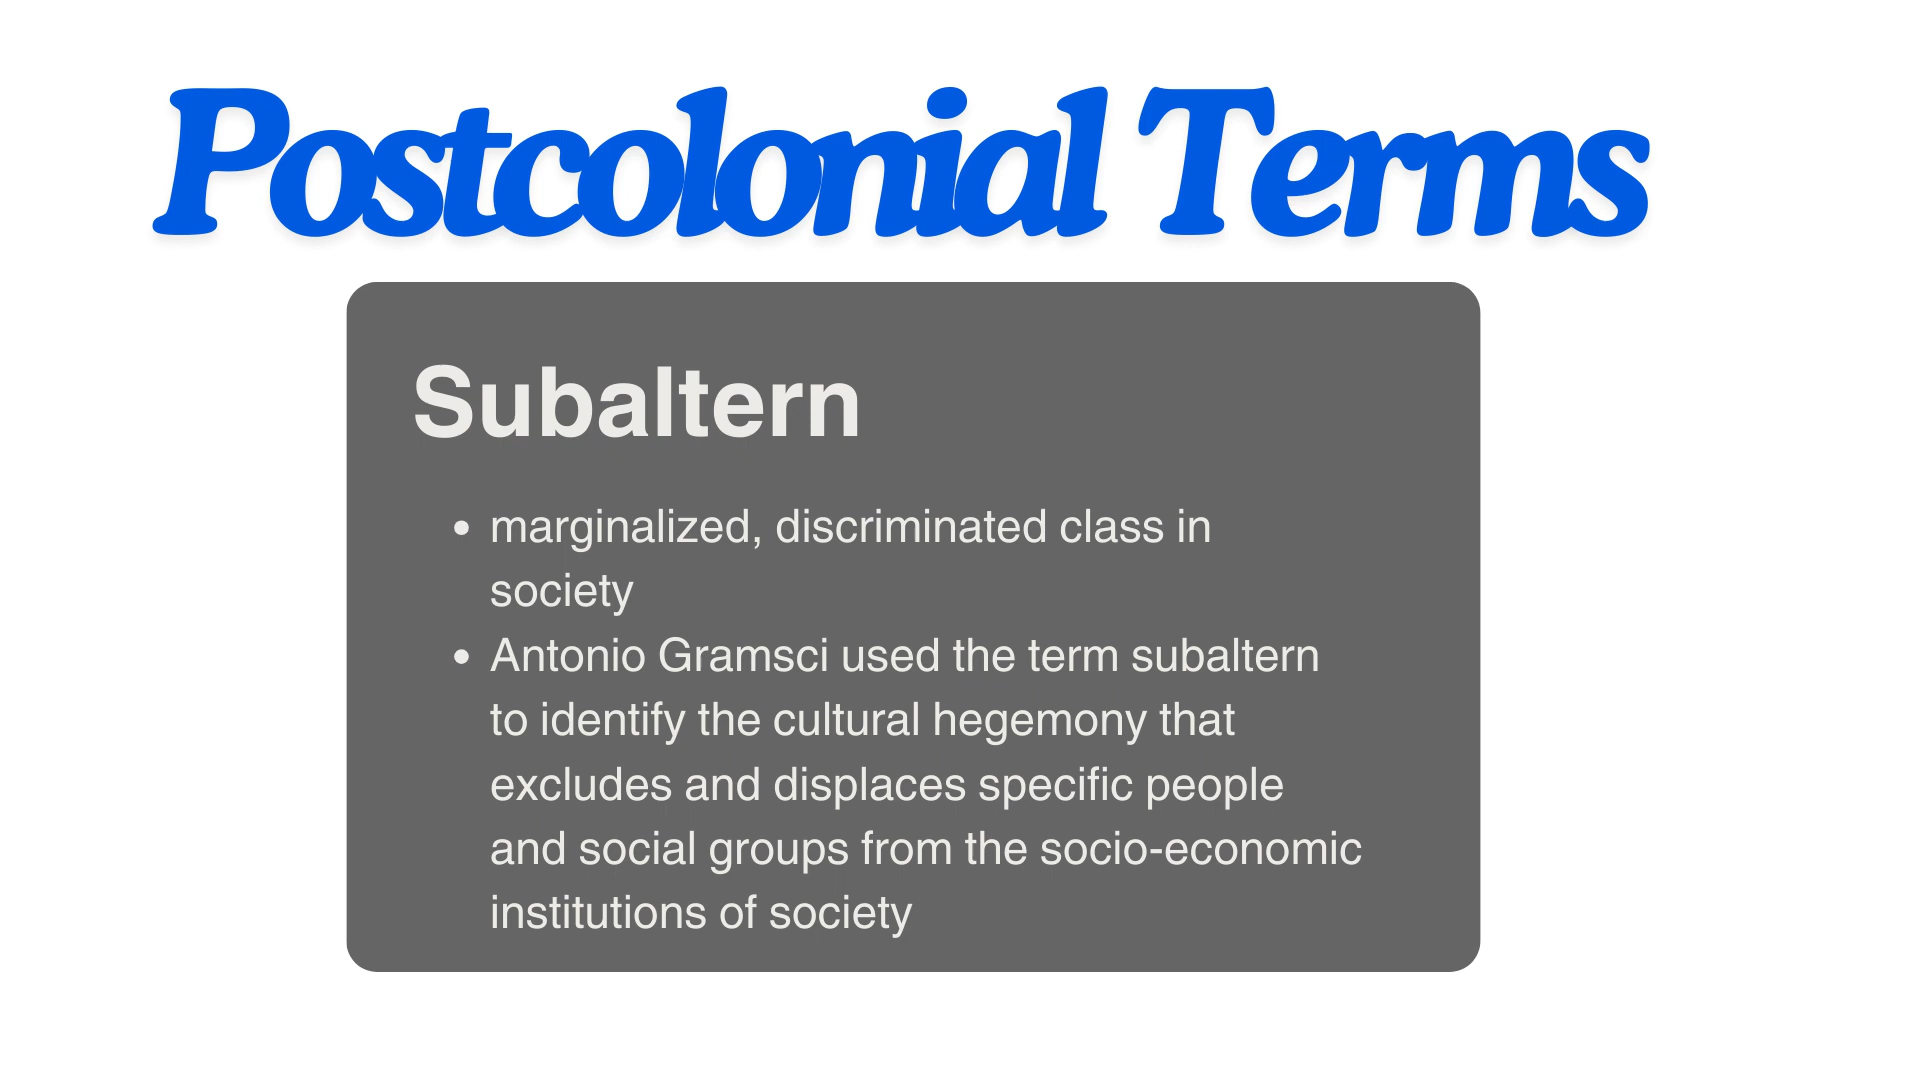 Postcolonial Terms
Subaltern
• marginalized, discriminated class in
society
• Antonio Gramsci used the term subaltern
to identify the cultural hegemony that
excludes and displaces specific people
and social groups from the socio-economic
institutions of society